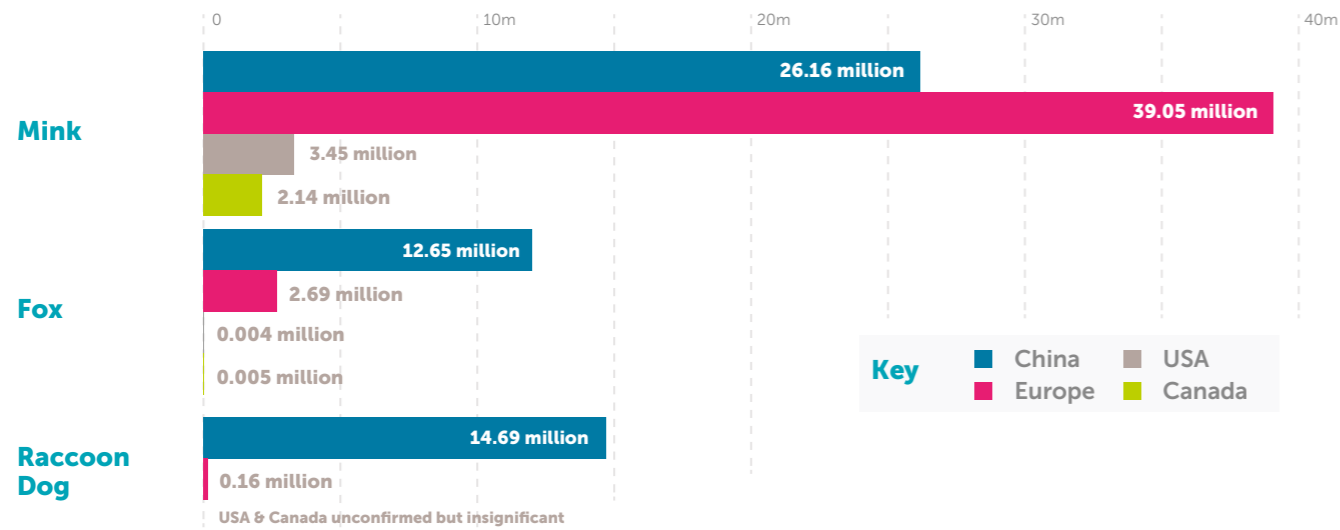 0 10m 20m 30m 40m
Mink
26.16 million
39.05 million
3.45 million
2.14 million
Fox
12.65 million
2.69 million
0.004 million
0.005 million
Key
China
USA
Europe
Canada
Raccoon
Dog
14.69 million
0.16 million
USA & Canada unconfirmed but insignificant